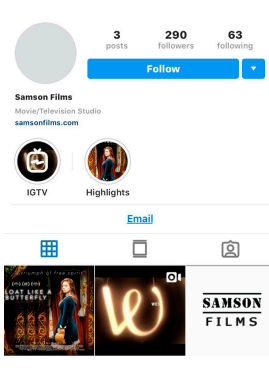 3 290 63
posts followers following
Follow
Samson Films
Movie/Television Studio
samsonfilms.com
IGTV Highlights
Email
triumph of free spirit
LOAT LIKE A
BUTTERFLY
SAMSON
FILMS